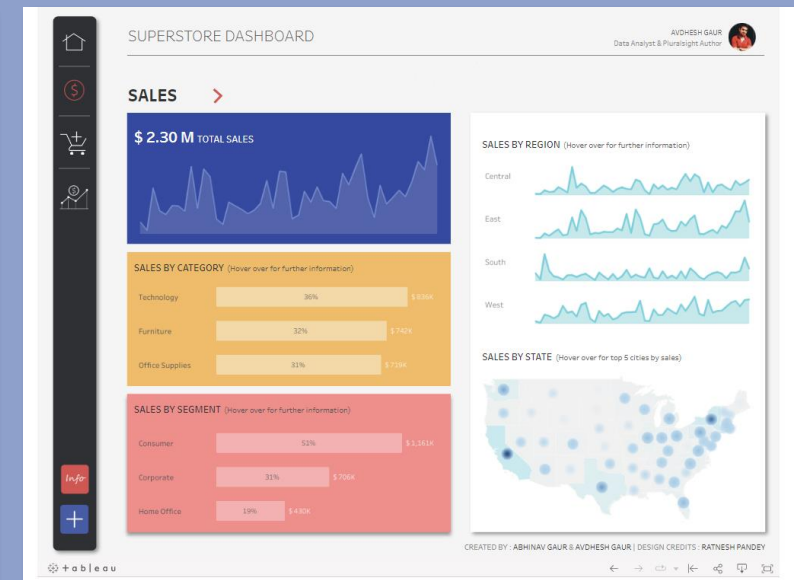 SUPERSTORE DASHBOARD
AVDHESH GAUR
Data Analyst & Pluralsight Author
SALES
$ 2.30 M TOTAL SALES
SALES BY CATEGORY (Hover over for further information)
Technology 36% $ 836K
Furniture 32% $ 742K
Office Supplies 31% $ 719K
SALES BY SEGMENT (Hover over for further information)
Consumer 51% $ 1,161K
Corporate 31% $ 706K
Home Office 19% $ 430K
SALES BY REGION (Hover over for further information)
Central
East
South
West
SALES BY STATE (Hover over for top 5 cities by sales)
Info
CREATED BY : ABHINAV GAUR & AVDHESH GAUR | DESIGN CREDITS : RATNESH PANDEY
+ableau